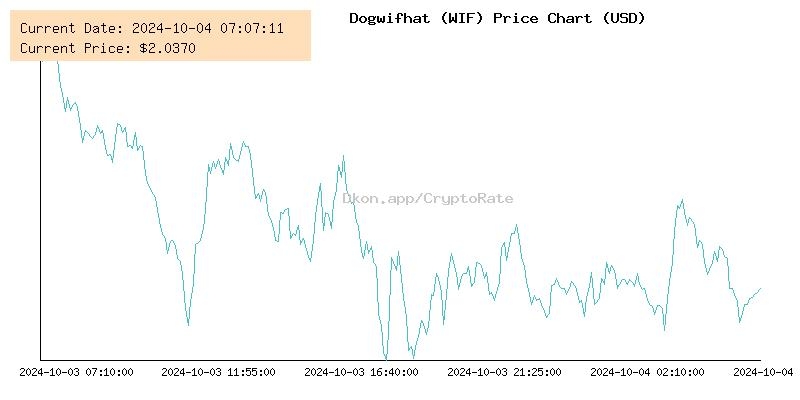 Dogwifhat (WIF) Price Chart (USD)
Current Date: 2024-10-04 07:07:11
Current Price: $2.0370
Dkon.app/CryptoRate
2024-10-03 07:10:00 2024-10-03 11:55:00 2024-10-03 16:40:00 2024-10-03 21:25:00 2024-10-04 02:10:00 2024-10-04